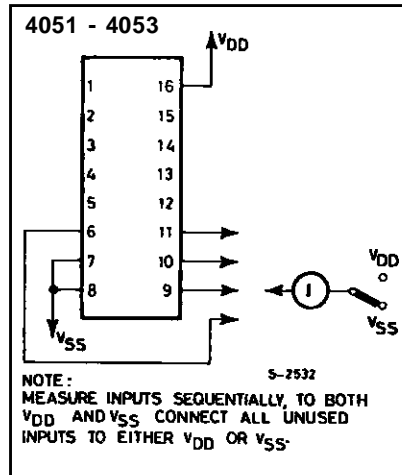 4051 - 4053
VDD
1 16
2 15
3 14
4 13
5 12
6 11
7 10
8 9
VDD
I
VSS
VSS
S-2532
NOTE:
MEASURE INPUTS SEQUENTIALLY, TO BOTH
VDD AND VSS CONNECT ALL UNUSED
INPUTS TO EITHER VDD OR VSS.